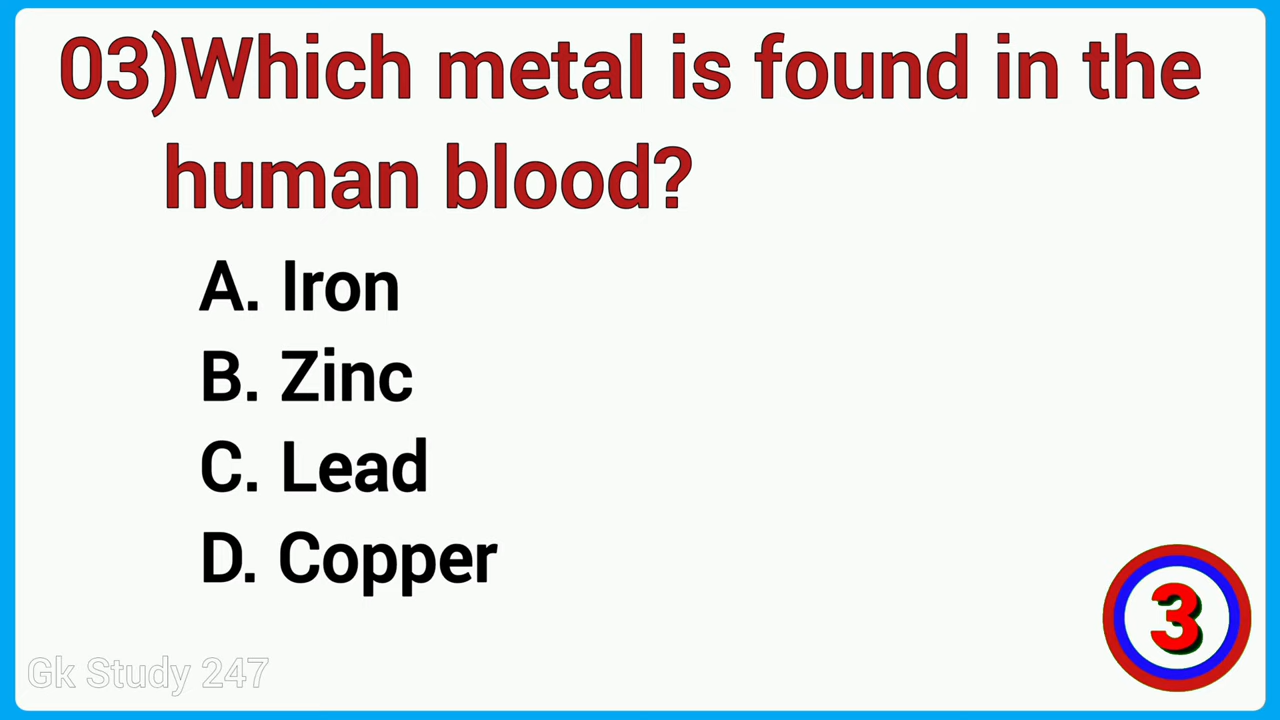 03)Which metal is found in the
human blood?
A. Iron
B. Zinc
C. Lead
D. Copper
3
Gk Study 247